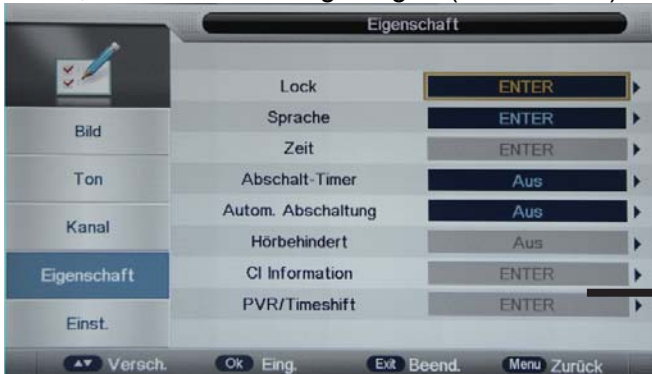 Eigenschaft
Lock ENTER
Sprache ENTER
Zeit ENTER
Abschalt-Timer Aus
Autom. Abschaltung Aus
Hörbehindert Aus
CI Information ENTER
PVR/Timeshift ENTER
Bild
Ton
Kanal
Eigenschaft
Einst.
Versch. Ok Eing. Exit Beend. Menu Zurück